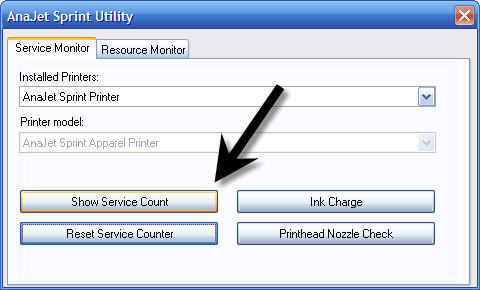 AnaJet Sprint Utility
Service Monitor
Resource Monitor
Installed Printers:
AnaJet Sprint Printer
Printer model:
AnaJet Sprint Apparel Printer
Show Service Count
Ink Charge
Reset Service Counter
Printhead Nozzle Check